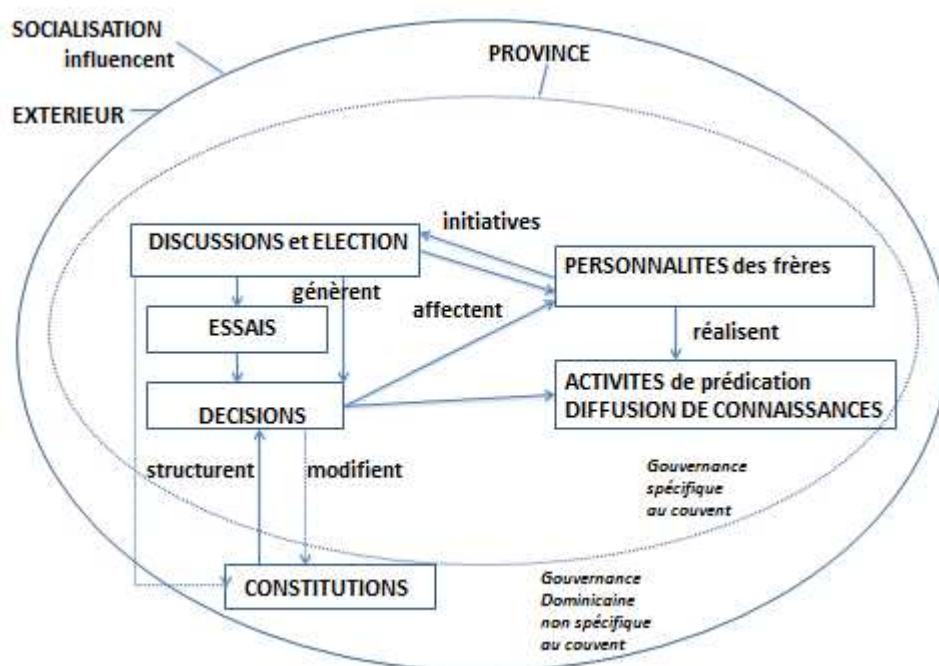 SOCIALISATION
influencent
PROVINCE
EXTERIEUR
initiatives
DISCUSSIONS et ELECTION
PERSONNALITES des frères
génèrent
affectent
ESSAIS
réalisent
ACTIVITES de prédication
DIFFUSION DE CONNAISSANCES
DECISIONS
structurent
modifient
Gouvernance
spécifique
au couvent
CONSTITUTIONS
Gouvernance
Dominicaine
non spécifique
au couvent